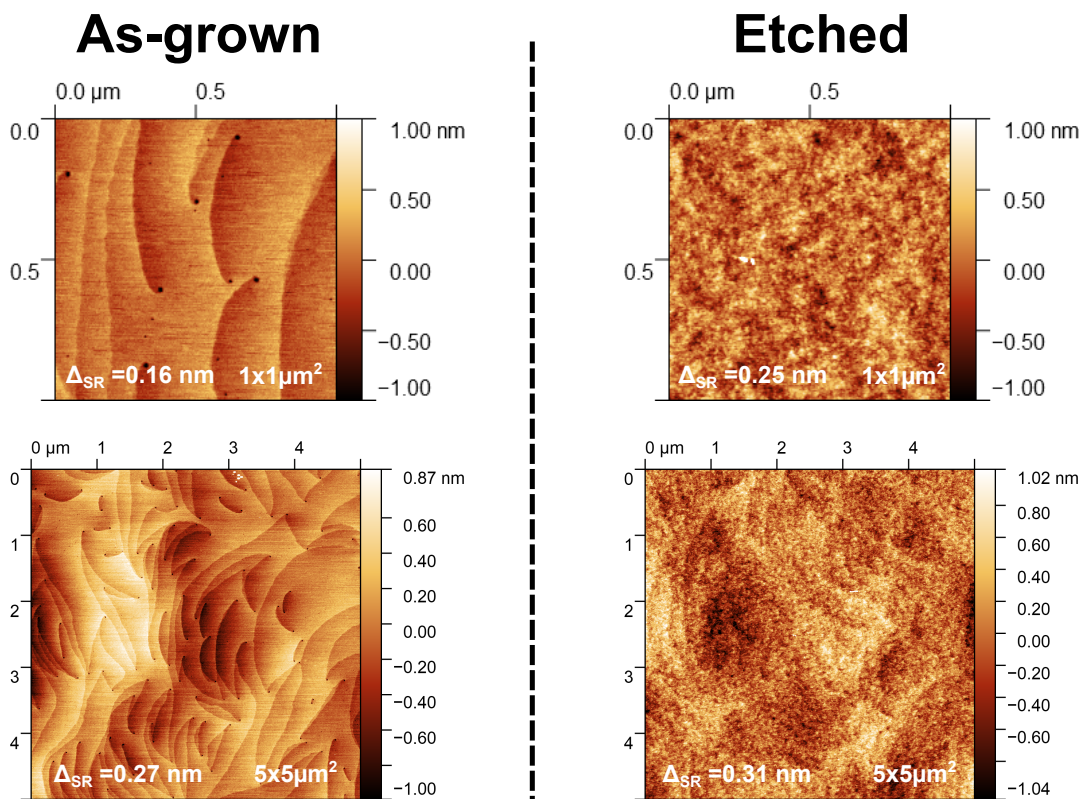 As-grown
Etched
0.0 µm 0.5
0.0
0.5
1.00 nm
0.50
0.00
−0.50
−1.00
Δ_SR =0.16 nm 1x1µm²
0.0 µm 0.5
0.0
0.5
1.00 nm
0.50
0.00
−0.50
−1.00
Δ_SR =0.25 nm 1x1µm²
0 µm 1 2 3 4
0
1
2
3
4
0.87 nm
0.60
0.40
0.20
0.00
−0.20
−0.40
−0.60
−1.00
Δ_SR =0.27 nm 5x5µm²
0 µm 1 2 3 4
0
1
2
3
4
1.02 nm
0.80
0.60
0.40
0.20
0.00
−0.20
−0.40
−0.60
−0.80
−1.04
Δ_SR =0.31 nm 5x5µm²